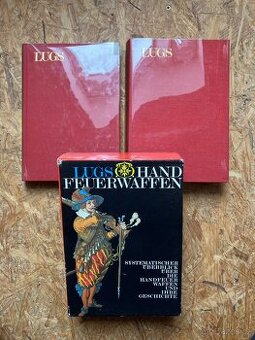 LUGS
LUGS
LUGS HAND
FEUERWAFFEN
SYSTEMATISCHER
ÜBERBLICK
ÜBER
DIE
HANDFEUER
WAFFEN
UND
IHRE
GESCHICHTE